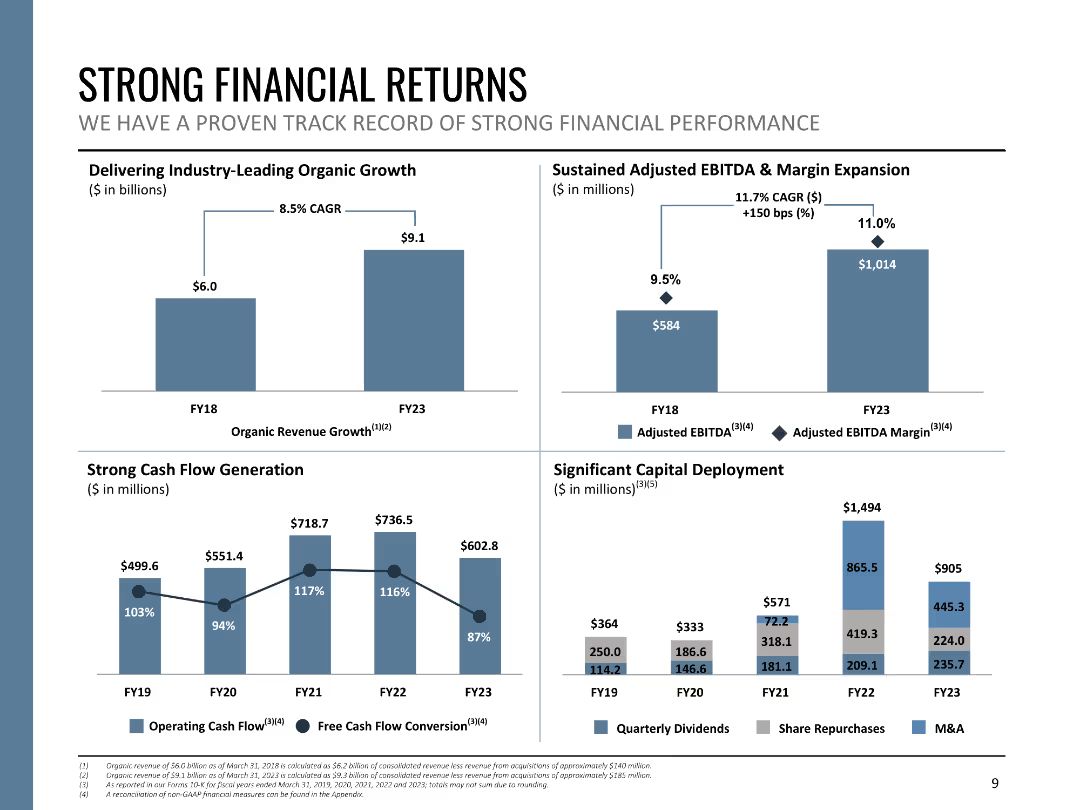 STRONG FINANCIAL RETURNS
WE HAVE A PROVEN TRACK RECORD OF STRONG FINANCIAL PERFORMANCE
Delivering Industry-Leading Organic Growth
($ in billions)
8.5% CAGR
$9.1
$6.0
FY18
FY23
Organic Revenue Growth(1)(2)
Sustained Adjusted EBITDA & Margin Expansion
($ in millions)
11.7% CAGR ($)
+150 bps (%)
11.0%
$1,014
9.5%
$584
FY18
FY23
Adjusted EBITDA(3)(4)
Adjusted EBITDA Margin(3)(4)
Strong Cash Flow Generation
($ in millions)
$499.6
$551.4
$718.7
$736.5
$602.8
103%
94%
117%
116%
87%
FY19
FY20
FY21
FY22
FY23
Operating Cash Flow(3)(4)
Free Cash Flow Conversion(3)(4)
Significant Capital Deployment
($ in millions)(3)(5)
$364
250.0
114.2
$333
186.6
146.6
$571
72.2
318.1
181.1
$1,494
865.5
419.3
209.1
$905
445.3
224.0
235.7
FY19
FY20
FY21
FY22
FY23
Quarterly Dividends
Share Repurchases
M&A
(1) Organic revenue of $6.0 billion as of March 31, 2018 is calculated as $6.2 billion of consolidated revenue less revenue from acquisitions of approximately $140 million.
(2) Organic revenue of $9.1 billion as of March 31, 2023 is calculated as $9.3 billion of consolidated revenue less revenue from acquisitions of approximately $185 million.
(3) As reported in our Forms 10-K for fiscal years ended March 31, 2019, 2020, 2021, 2022 and 2023; totals may not sum due to rounding.
(4) A reconciliation of non-GAAP financial measures can be found in the Appendix.
9